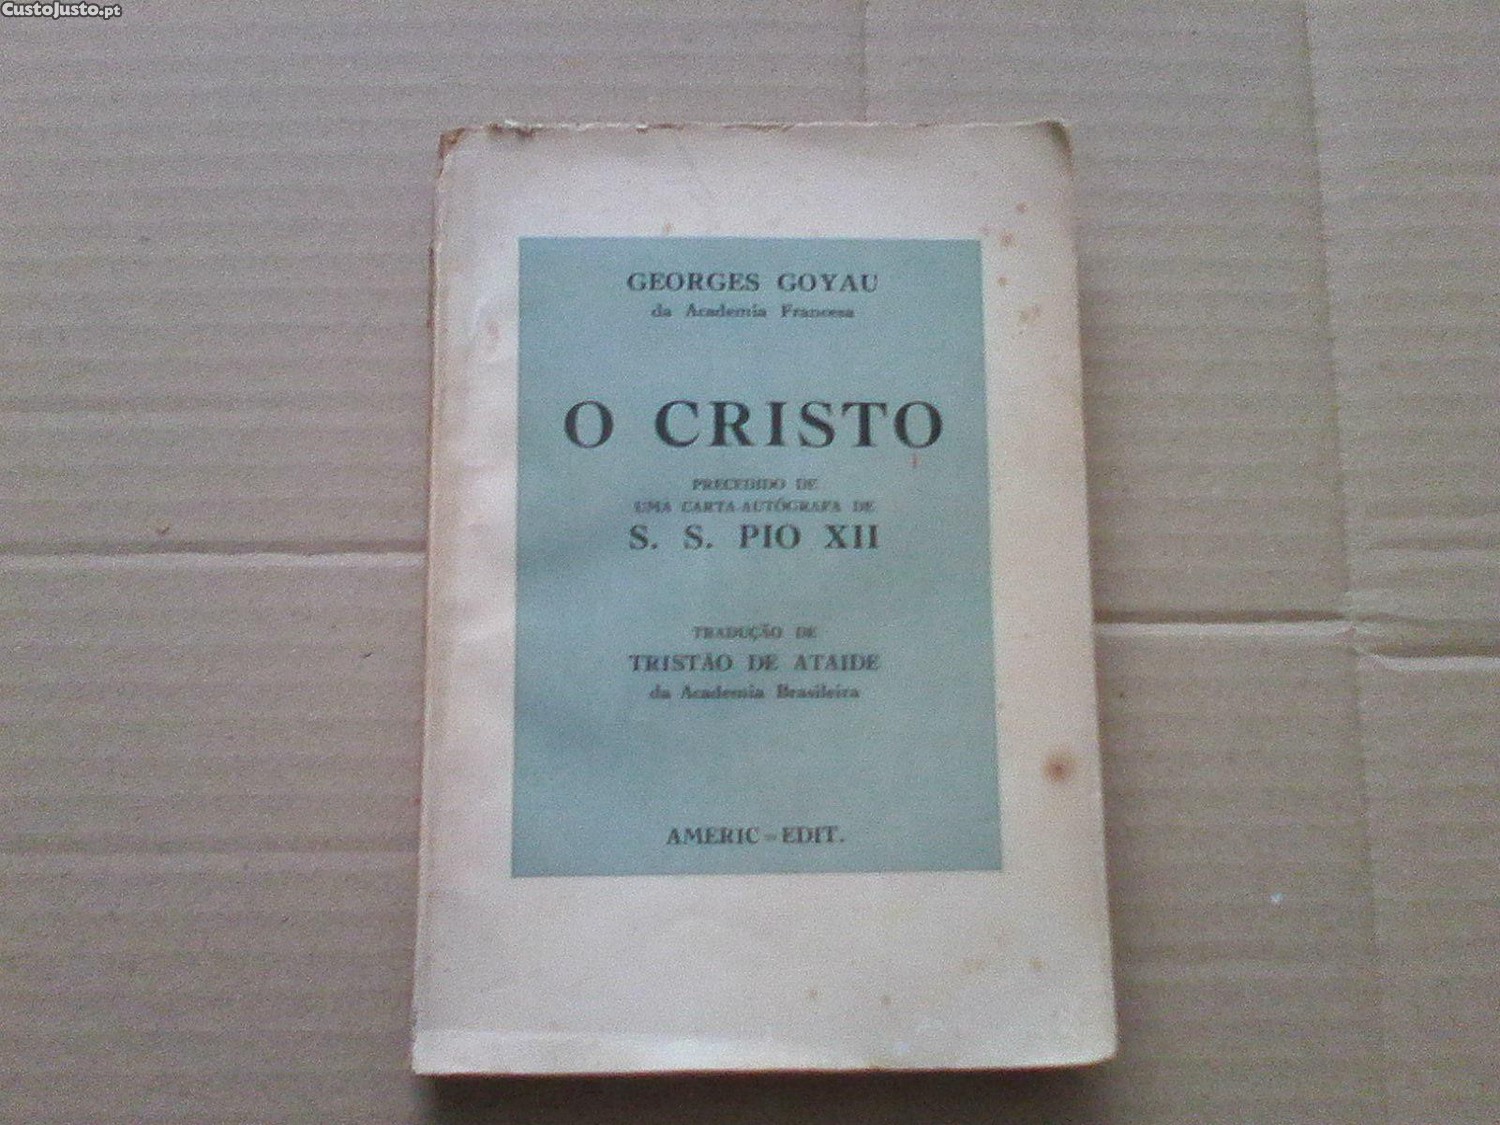 CustoJusto.pt
GEORGES GOYAU
da Academia Francesa
O CRISTO
PRECEDIDO DE
UMA CARTA-AUTÓGRAFA DE
S. S. PIO XII
TRADUÇÃO DE
TRISTÃO DE ATAIDE
da Academia Brasileira
AMERIC=EDIT.